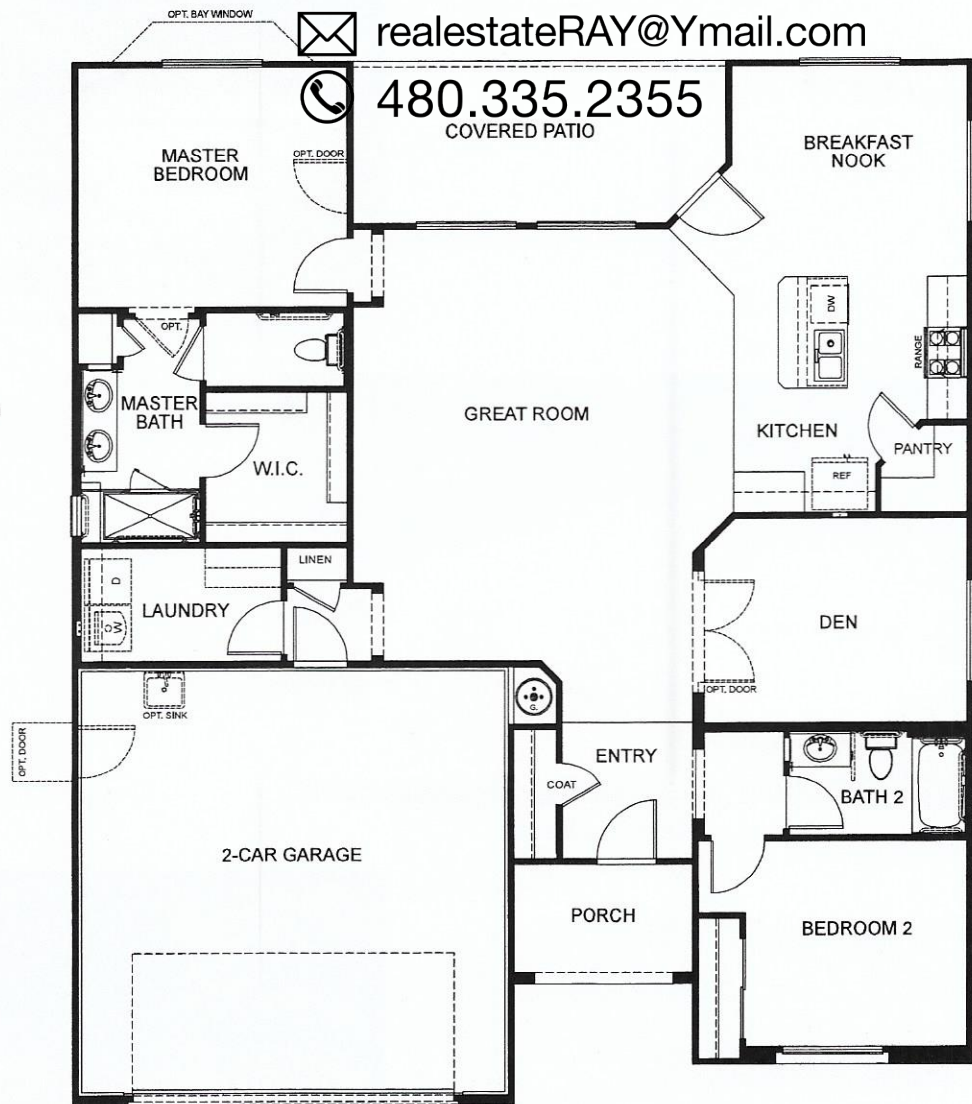 OPT. BAY WINDOW
realestateRAY@Ymail.com
480.335.2355
COVERED PATIO
MASTER
BEDROOM
OPT. DOOR
BREAKFAST
NOOK
OPT.
DW
RANGE
MASTER
BATH
GREAT ROOM
KITCHEN
PANTRY
W.I.C.
REF
LINEN
D
W
LAUNDRY
DEN
OPT. DOOR
OPT. SINK
G.
OPT. DOOR
ENTRY
COAT
BATH 2
2-CAR GARAGE
PORCH
BEDROOM 2